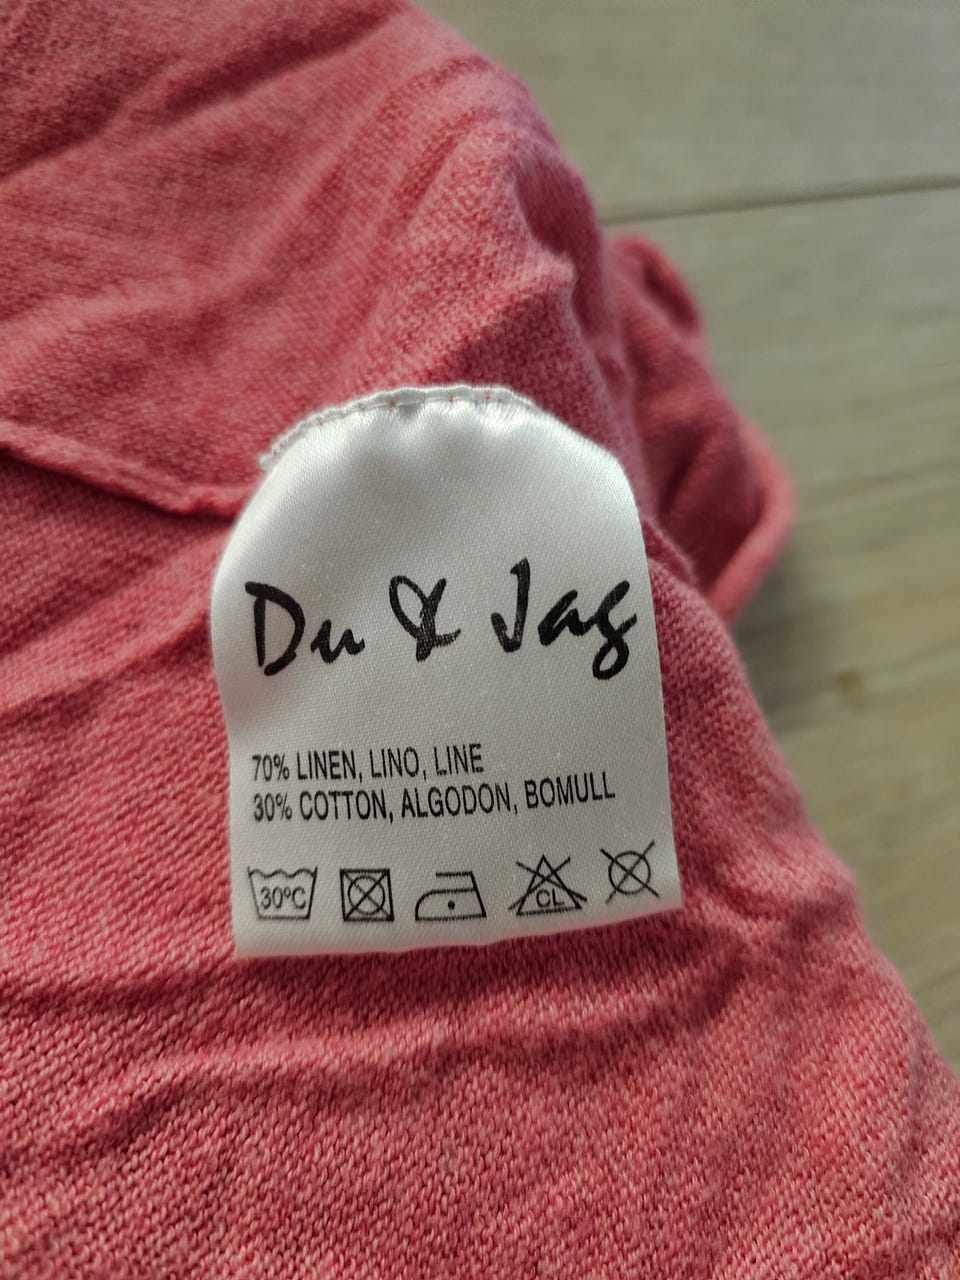 Du & Jag
70% LINEN, LINO, LINE
30% COTTON, ALGODON, BOMULL
30°C
CL